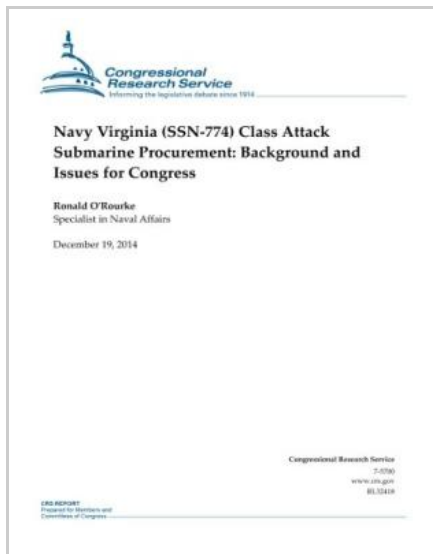 Congressional
Research Service
Informing the legislative debate since 1914
Navy Virginia (SSN-774) Class Attack
Submarine Procurement: Background and
Issues for Congress
Ronald O'Rourke
Specialist in Naval Affairs
December 19, 2014
Congressional Research Service
7-5700
www.crs.gov
RL32418
CRS REPORT
Prepared for Members and
Committees of Congress